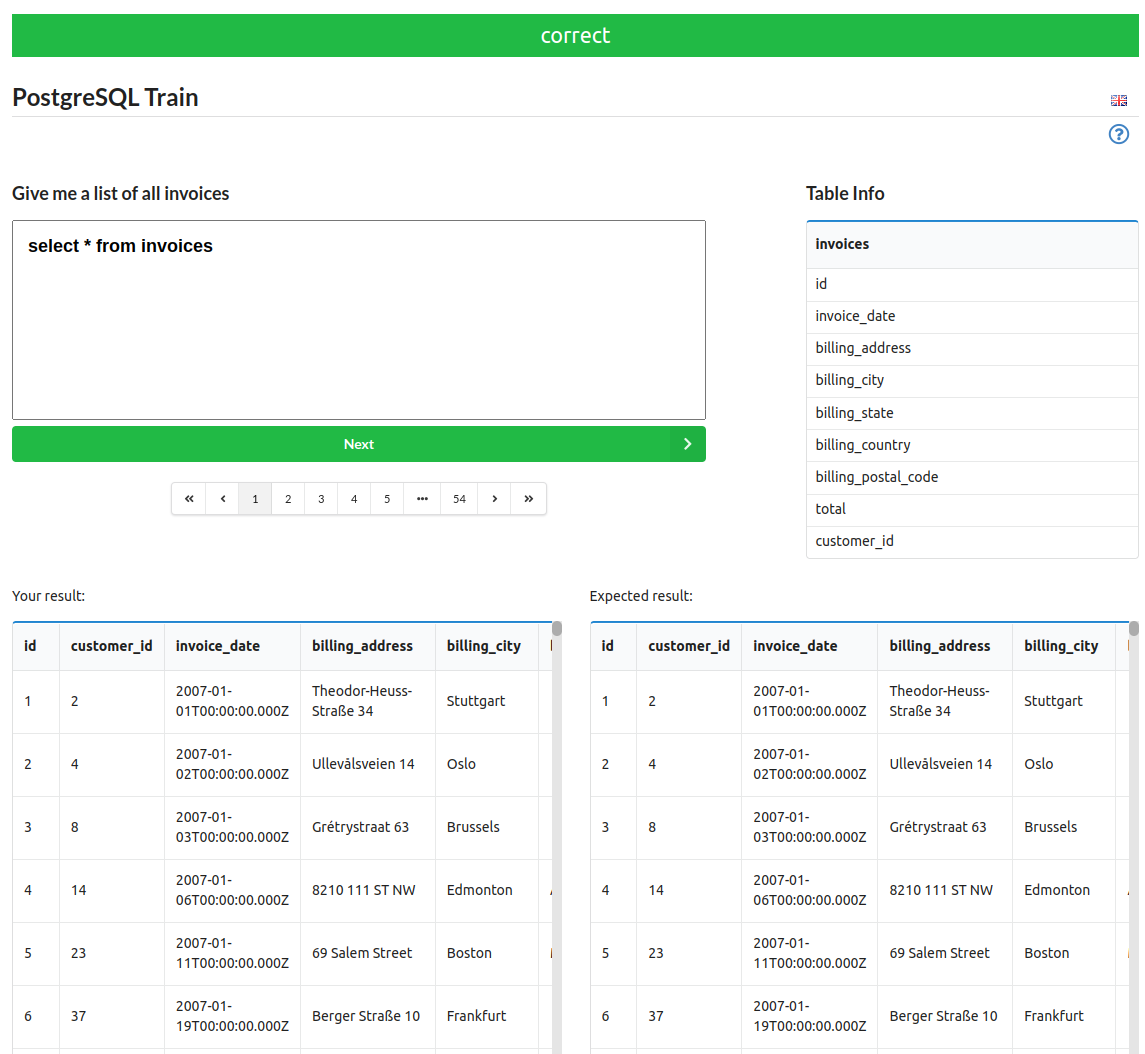 correct
PostgreSQL Train
Give me a list of all invoices
Table Info
select * from invoices
Next
« ‹ 1 2 3 4 5 ••• 54 › »
invoices
id
invoice_date
billing_address
billing_city
billing_state
billing_country
billing_postal_code
total
customer_id
Your result:
id customer_id invoice_date billing_address billing_city
1 2 2007-01-
01T00:00:00.000Z Theodor-Heuss-
Straße 34 Stuttgart
2 4 2007-01-
02T00:00:00.000Z Ullevålsveien 14 Oslo
3 8 2007-01-
03T00:00:00.000Z Grétrystraat 63 Brussels
4 14 2007-01-
06T00:00:00.000Z 8210 111 ST NW Edmonton
5 23 2007-01-
11T00:00:00.000Z 69 Salem Street Boston
6 37 2007-01-
19T00:00:00.000Z Berger Straße 10 Frankfurt
Expected result:
id customer_id invoice_date billing_address billing_city
1 2 2007-01-
01T00:00:00.000Z Theodor-Heuss-
Straße 34 Stuttgart
2 4 2007-01-
02T00:00:00.000Z Ullevålsveien 14 Oslo
3 8 2007-01-
03T00:00:00.000Z Grétrystraat 63 Brussels
4 14 2007-01-
06T00:00:00.000Z 8210 111 ST NW Edmonton
5 23 2007-01-
11T00:00:00.000Z 69 Salem Street Boston
6 37 2007-01-
19T00:00:00.000Z Berger Straße 10 Frankfurt